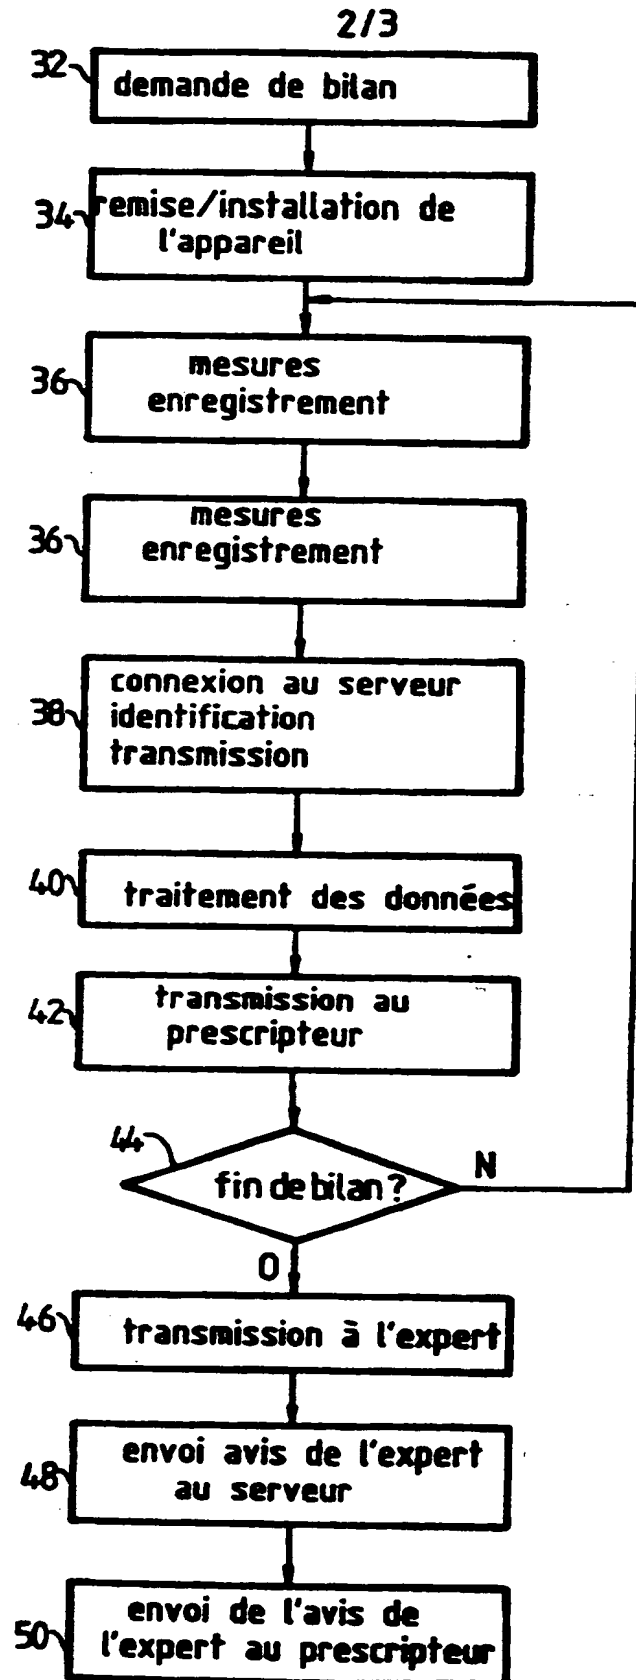 2/3
32
demande de bilan
34
remise/installation de
l'appareil
36
mesures
enregistrement
36
mesures
enregistrement
38
connexion au serveur
identification
transmission
40
traitement des données
42
transmission au
prescripteur
44
fin de bilan ?
N
O
46
transmission à l'expert
48
envoi avis de l'expert
au serveur
50
envoi de l'avis de
l'expert au prescripteur